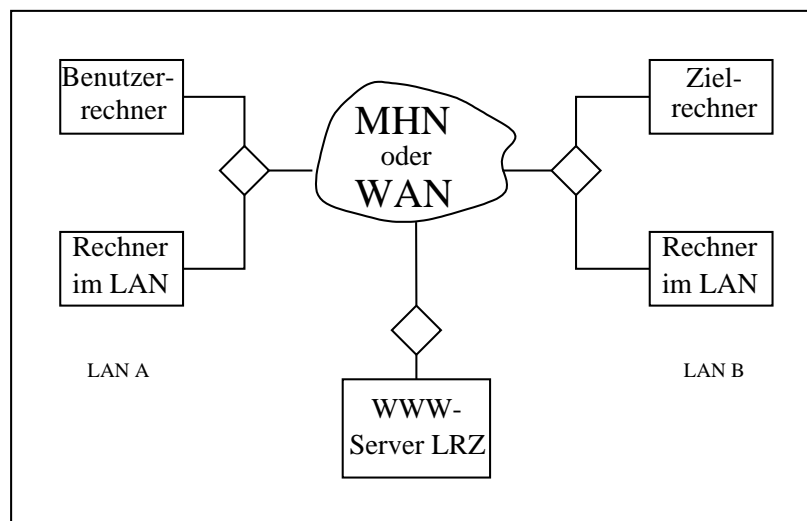 Benutzer-
rechner
Rechner
im LAN
LAN A
MHN
oder
WAN
WWW-
Server LRZ
Ziel-
rechner
Rechner
im LAN
LAN B